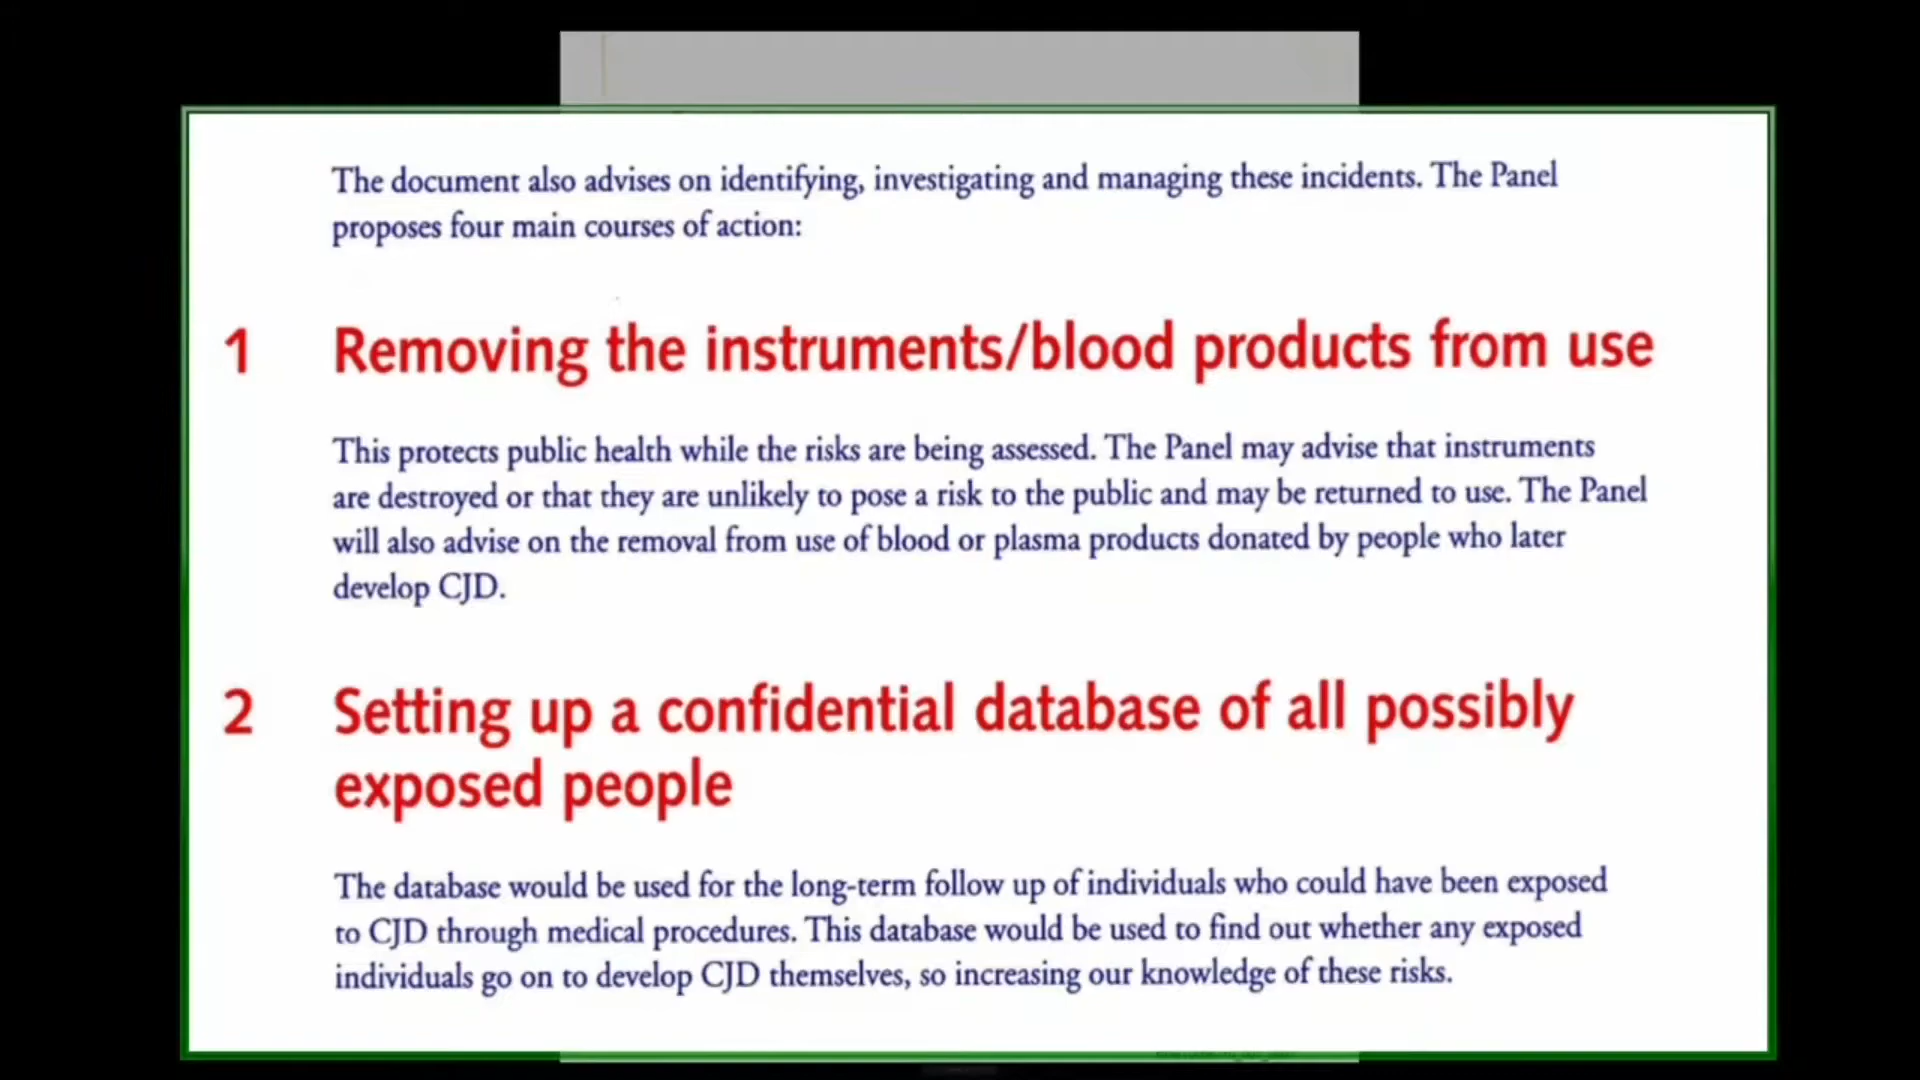 The document also advises on identifying, investigating and managing these incidents. The Panel
proposes four main courses of action:
1 Removing the instruments/blood products from use
This protects public health while the risks are being assessed. The Panel may advise that instruments
are destroyed or that they are unlikely to pose a risk to the public and may be returned to use. The Panel
will also advise on the removal from use of blood or plasma products donated by people who later
develop CJD.
2 Setting up a confidential database of all possibly
exposed people
The database would be used for the long-term follow up of individuals who could have been exposed
to CJD through medical procedures. This database would be used to find out whether any exposed
individuals go on to develop CJD themselves, so increasing our knowledge of these risks.